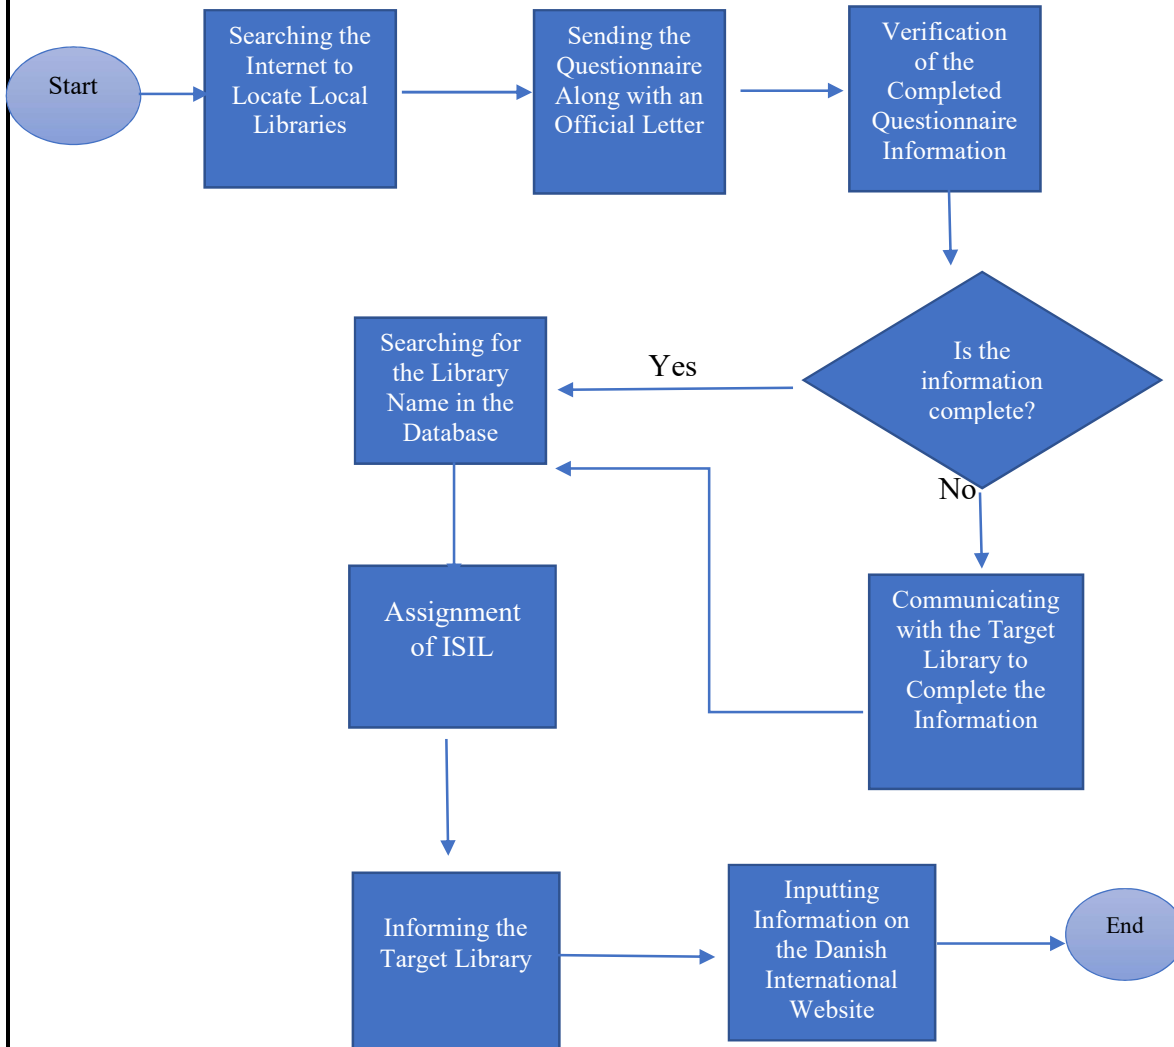 Start
Searching the
Internet to
Locate Local
Libraries
Sending the
Questionnaire
Along with an
Official Letter
Verification
of the
Completed
Questionnaire
Information
Is the
information
complete?
Yes
No
Searching for
the Library
Name in the
Database
Communicating
with the Target
Library to
Complete the
Information
Assignment
of ISIL
Informing the
Target Library
Inputting
Information on
the Danish
International
Website
End